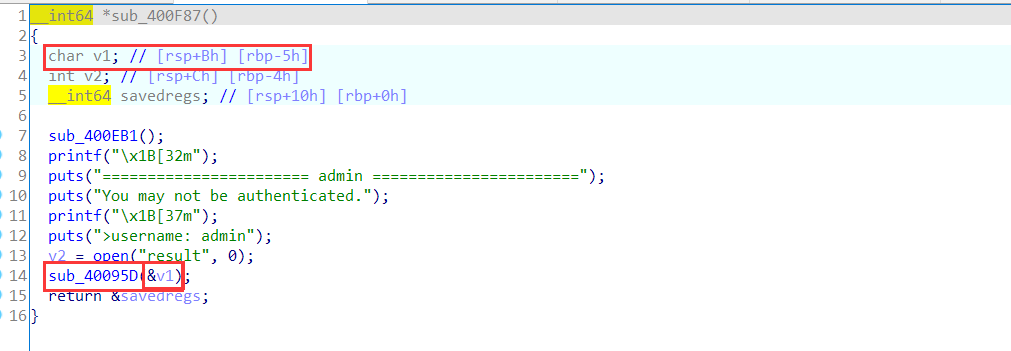 1 __int64 *sub_400F87()
2 {
3 char v1; // [rsp+Bh] [rbp-5h]
4 int v2; // [rsp+Ch] [rbp-4h]
5 __int64 savedregs; // [rsp+10h] [rbp+0h]
6
7 sub_400EB1();
8 printf("\x1B[32m");
9 puts("======================= admin =======================");
10 puts("You may not be authenticated.");
11 printf("\x1B[37m");
12 puts(">username: admin");
13 v2 = open("result", 0);
14 sub_40095D(&v1);
15 return &savedregs;
16 }